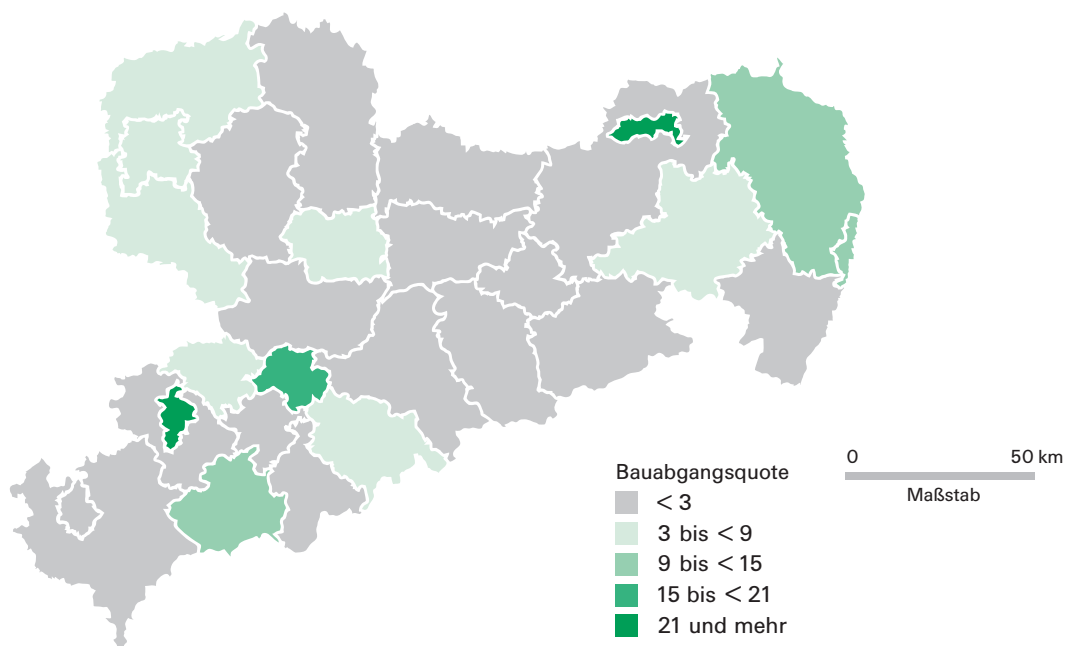 0 50 km
Maßstab
Bauabgangsquote
< 3
3 bis < 9
9 bis < 15
15 bis < 21
21 und mehr